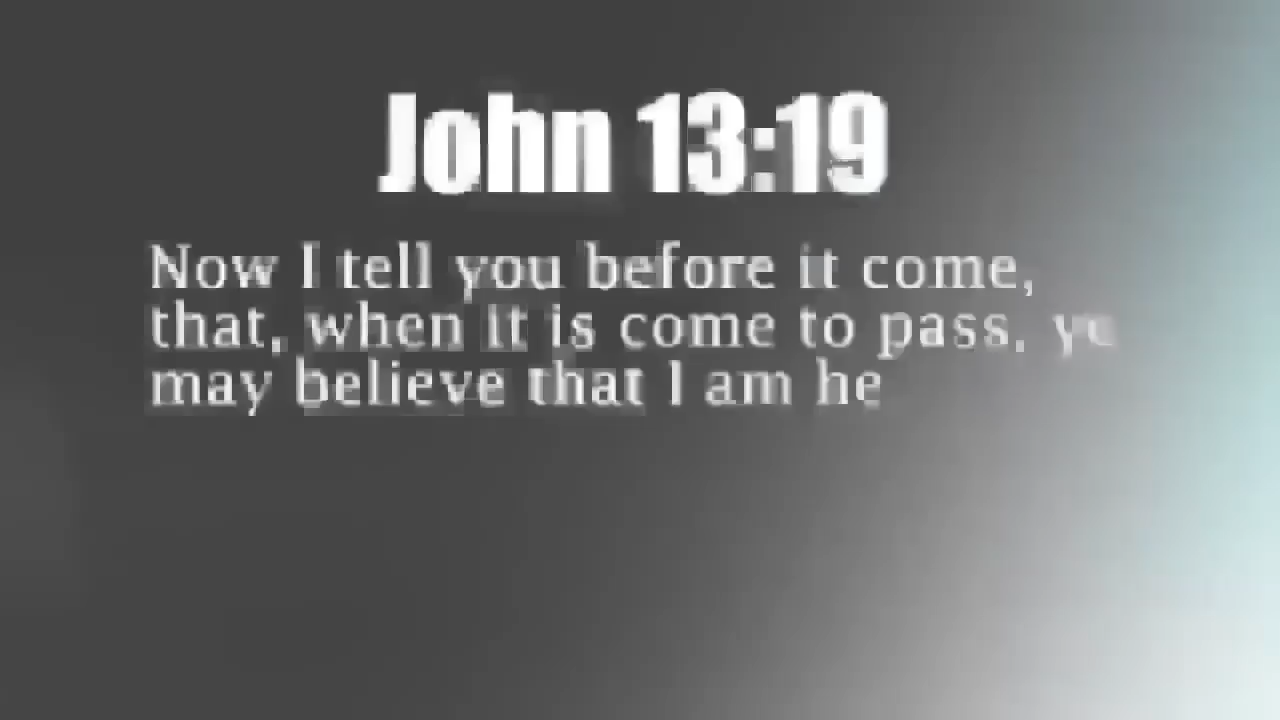 John 13:19
Now I tell you before it come,
that, when it is come to pass, ye
may believe that I am he